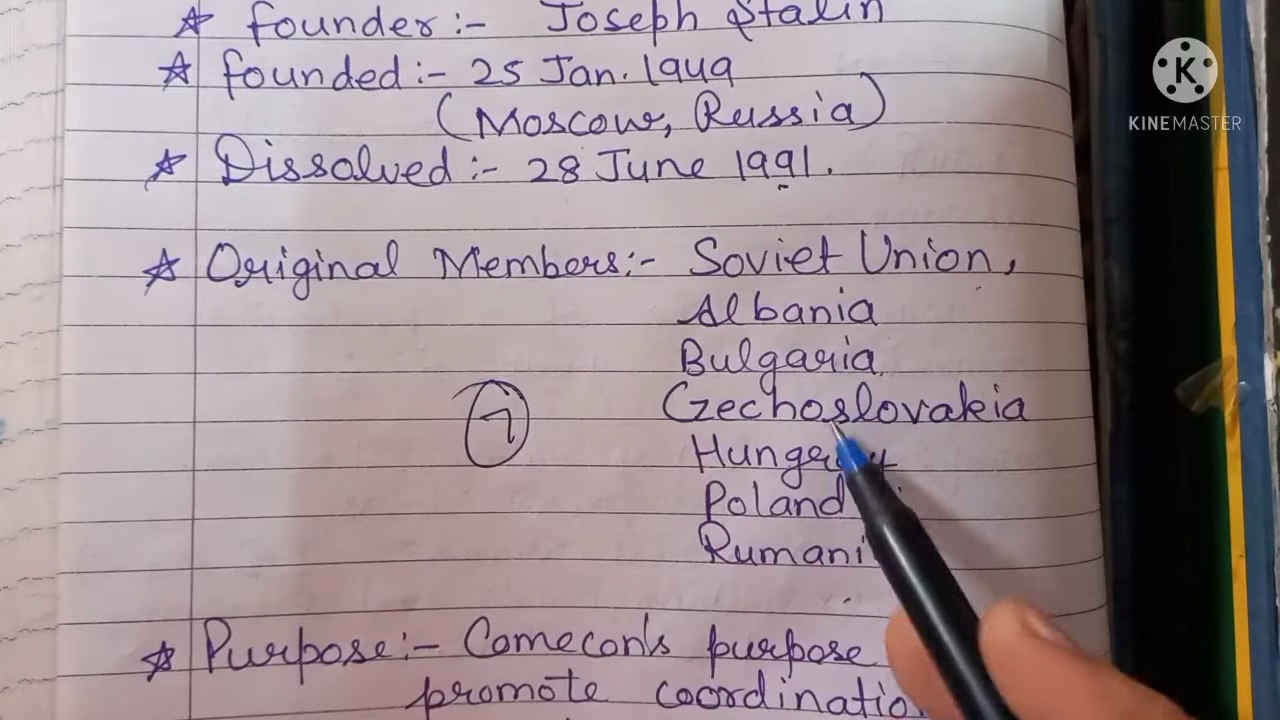 ☆ founder:- Joseph Stalin
☆ founded:- 25 Jan. 1949
(Moscow, Russia)
☆ Dissolved:- 28 June 1991.
☆ Original Members:- Soviet Union,
Albania
Bulgaria
Czechoslovakia
7
Poland
☆ Purpose:- Comecon's purpose
promote
K
KINEMASTER